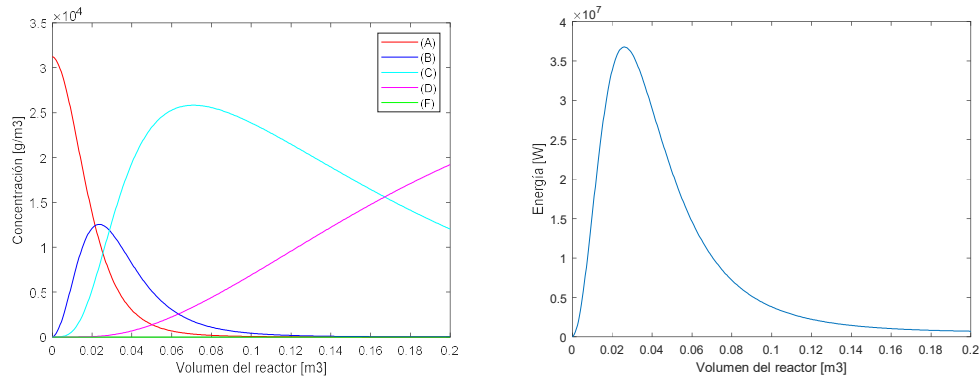 ×10⁴
3.5
3
2.5
2
1.5
1
0.5
0
0 0.02 0.04 0.06 0.08 0.1 0.12 0.14 0.16 0.18 0.2
Concentración [g/m3]
Volumen del reactor [m3]
(A)
(B)
(C)
(D)
(F)
×10⁷
4
3.5
3
2.5
2
1.5
1
0.5
0
0 0.02 0.04 0.06 0.08 0.1 0.12 0.14 0.16 0.18 0.2
Energía [W]
Volumen del reactor [m3]